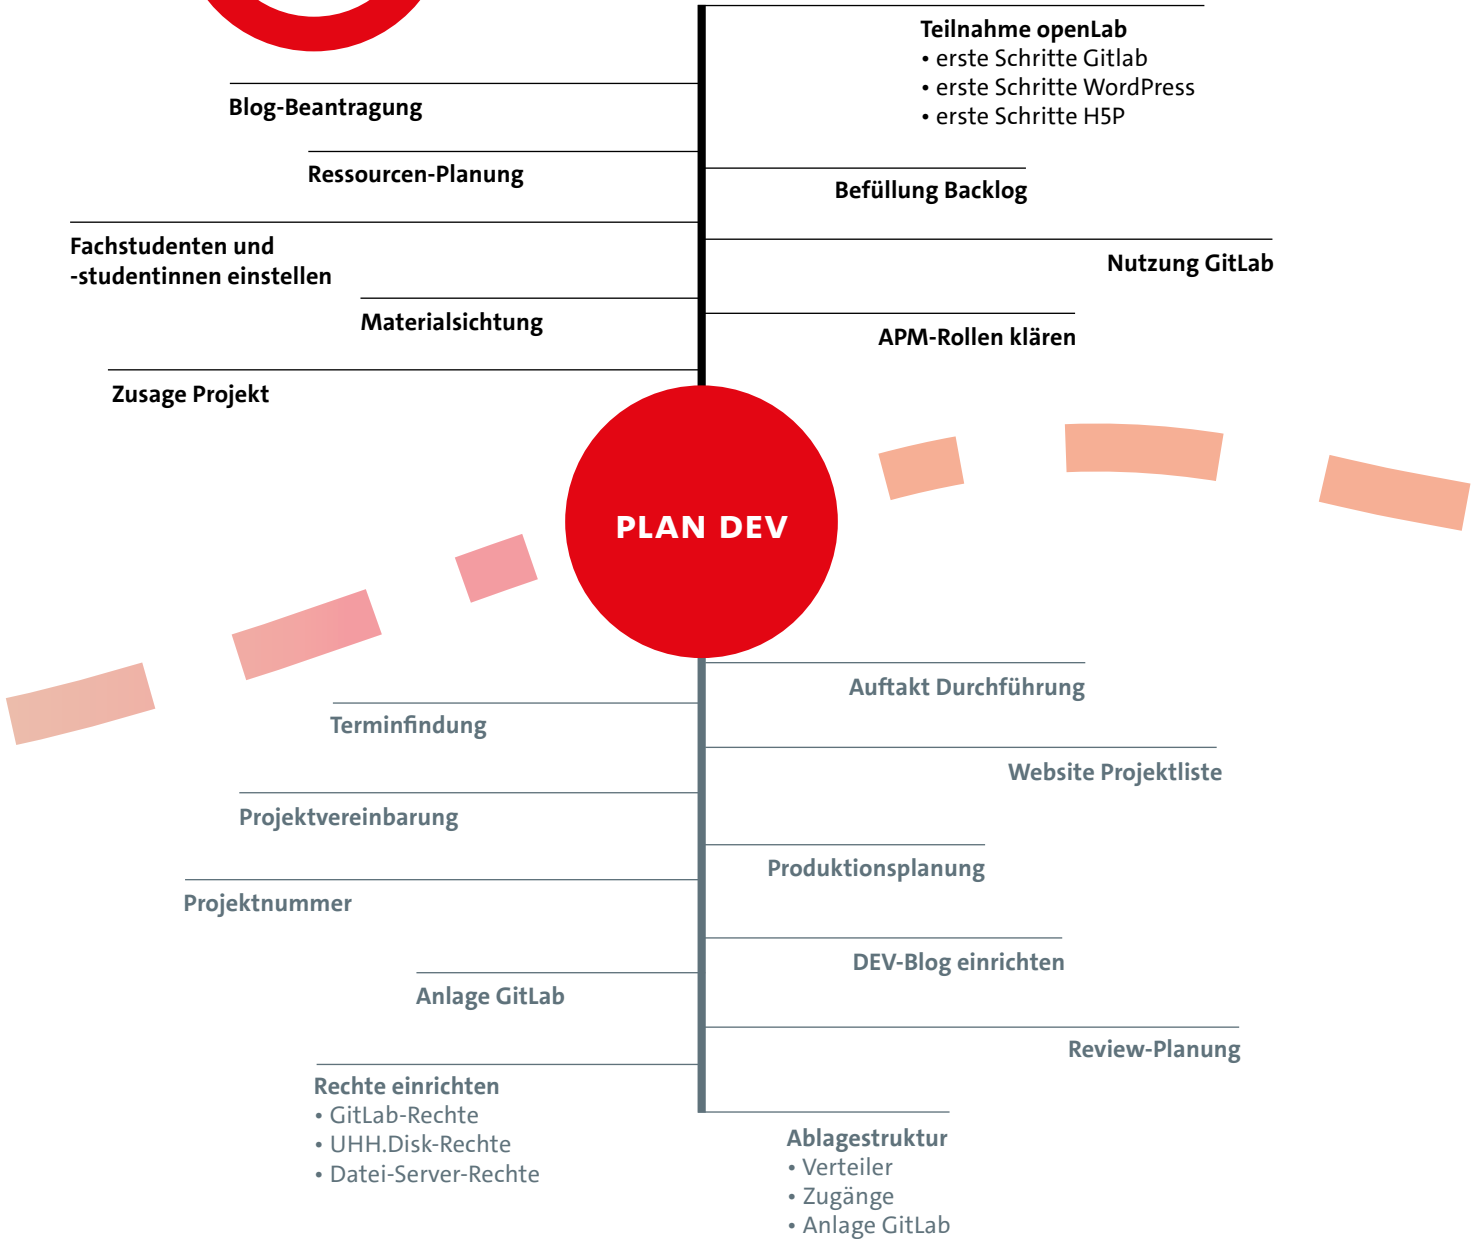 Teilnahme openLab
• erste Schritte Gitlab
• erste Schritte WordPress
• erste Schritte H5P
Blog-Beantragung
Ressourcen-Planung
Befüllung Backlog
Fachstudenten und
-studentinnen einstellen
Nutzung GitLab
Materialsichtung
APM-Rollen klären
Zusage Projekt
PLAN DEV
Auftakt Durchführung
Terminfindung
Website Projektliste
Projektvereinbarung
Produktionsplanung
Projektnummer
DEV-Blog einrichten
Anlage GitLab
Review-Planung
Rechte einrichten
• GitLab-Rechte
• UHH.Disk-Rechte
• Datei-Server-Rechte
Ablagestruktur
• Verteiler
• Zugänge
• Anlage GitLab